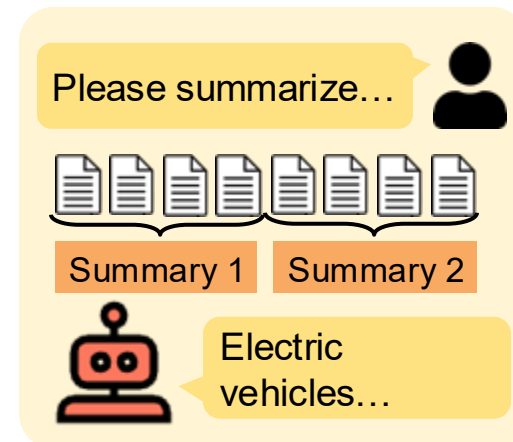 Please summarize…
Summary 1
Summary 2
Electric
vehicles…